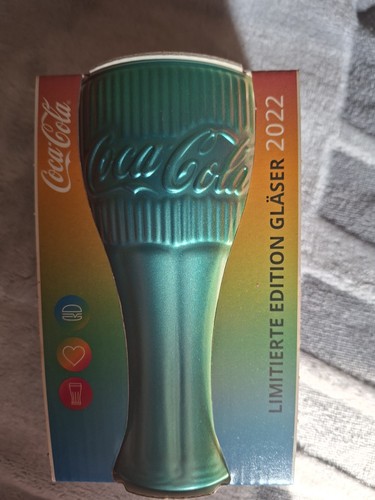 Coca-Cola
Coca-Cola
LIMITIERTE EDITION GLÄSER 2022